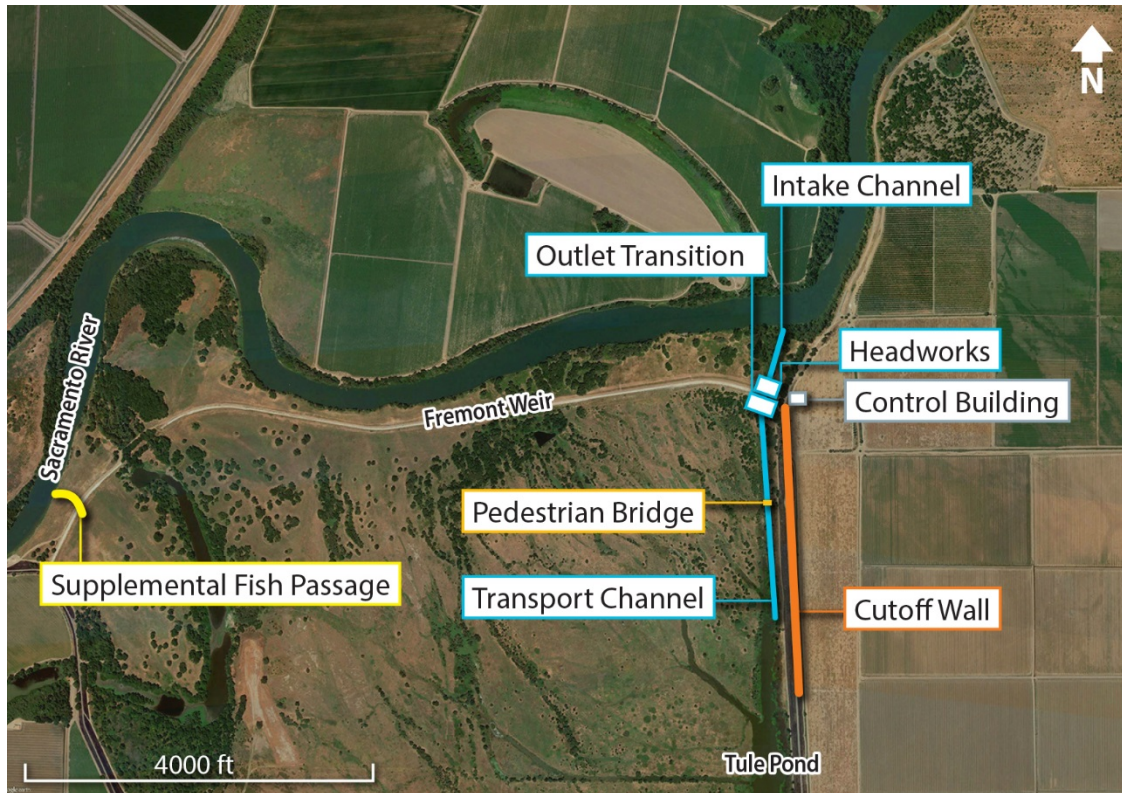 N
Intake Channel
Outlet Transition
Headworks
Control Building
Sacramento River
Fremont Weir
Pedestrian Bridge
Supplemental Fish Passage
Transport Channel
Cutoff Wall
4000 ft
Tule Pond